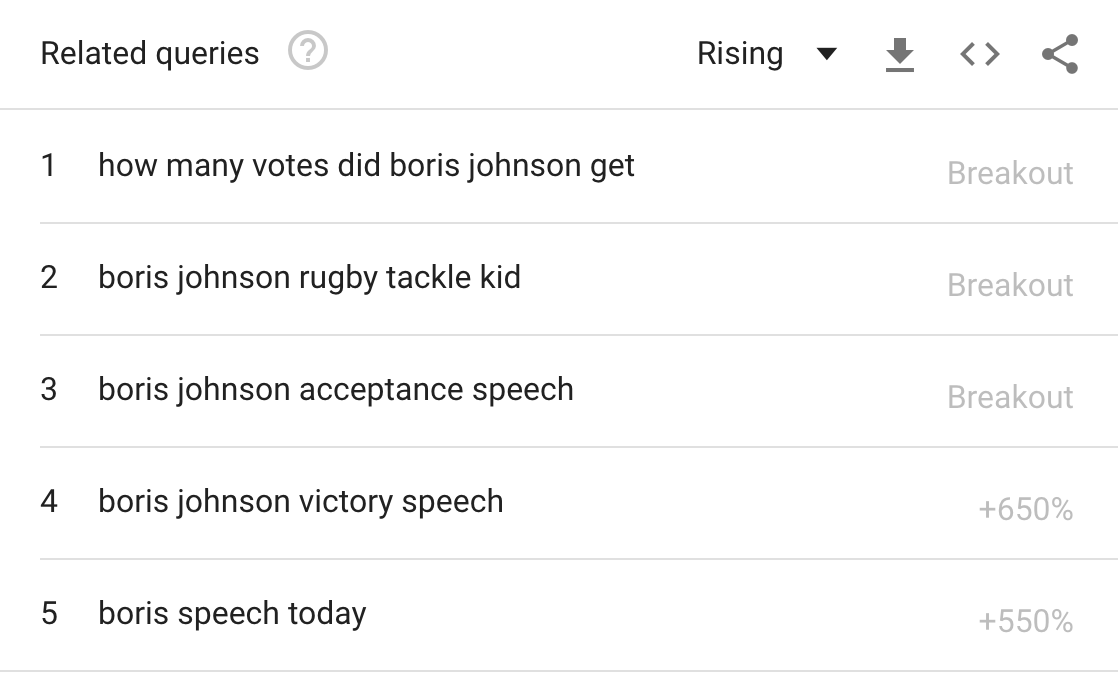 Related queries ? Rising
1 how many votes did boris johnson get Breakout
2 boris johnson rugby tackle kid Breakout
3 boris johnson acceptance speech Breakout
4 boris johnson victory speech +650%
5 boris speech today +550%